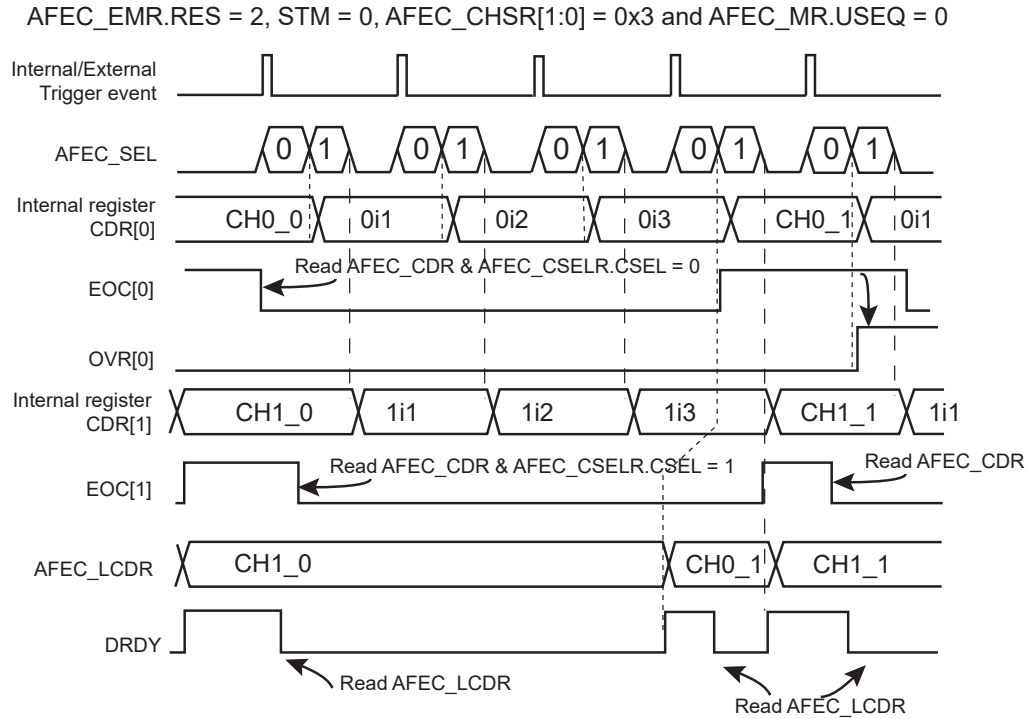 AFEC_EMR.RES = 2, STM = 0, AFEC_CHSR[1:0] = 0x3 and AFEC_MR.USEQ = 0
Internal/External
Trigger event
AFEC_SEL
0 1 0 1 0 1 0 1 0 1
Internal register
CDR[0]
CH0_0 0i1 0i2 0i3 CH0_1 0i1
Read AFEC_CDR & AFEC_CSELR.CSEL = 0
EOC[0]
OVR[0]
Internal register
CDR[1]
CH1_0 1i1 1i2 1i3 CH1_1 1i1
Read AFEC_CDR & AFEC_CSELR.CSEL = 1
Read AFEC_CDR
EOC[1]
AFEC_LCDR
CH1_0 CH0_1 CH1_1
DRDY
Read AFEC_LCDR
Read AFEC_LCDR